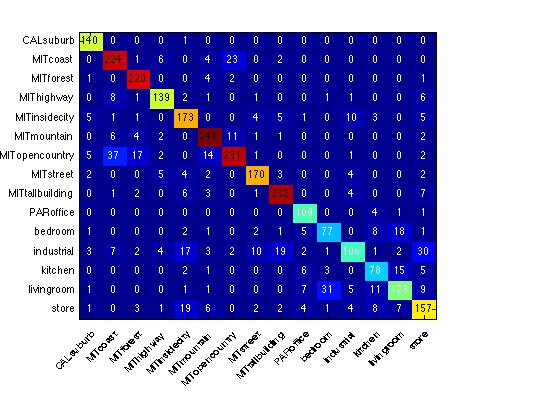 CALsuburb 140 0 0 0 1 0 0 0 0 0 0 0 0 0 0
MITcoast 0 224 1 6 0 4 23 0 2 0 0 0 0 0 0
MITforest 1 0 220 0 0 4 2 0 0 0 0 0 0 0 1
MIThighway 0 8 1 139 2 1 0 1 0 0 1 1 0 0 6
MITinsidecity 5 1 1 0 173 0 0 4 5 1 0 10 3 0 5
MITmountain 0 6 4 2 0 247 11 1 1 0 0 0 0 0 2
MITopencountry 5 37 17 2 0 14 231 1 0 0 0 1 0 0 2
MITstreet 2 0 0 5 4 2 0 170 3 0 0 4 0 0 2
MITtallbuilding 0 1 2 0 6 3 0 1 232 0 0 4 0 0 7
PARoffice 0 0 0 0 0 0 0 0 0 109 0 0 4 1 1
bedroom 1 0 0 0 2 1 0 2 1 5 77 0 8 18 1
industrial 3 7 2 4 17 3 2 10 19 2 1 108 1 2 30
kitchen 0 0 0 0 2 1 0 0 0 6 3 0 78 15 5
livingroom 1 0 0 0 1 1 0 0 0 7 31 5 11 123 9
store 1 0 3 1 19 6 0 2 2 4 1 4 8 7 157
CALsuburb MITcoast MITforest MIThighway MITinsidecity MITmountain MITopencountry MITstreet MITtallbuilding PARoffice bedroom industrial kitchen livingroom store